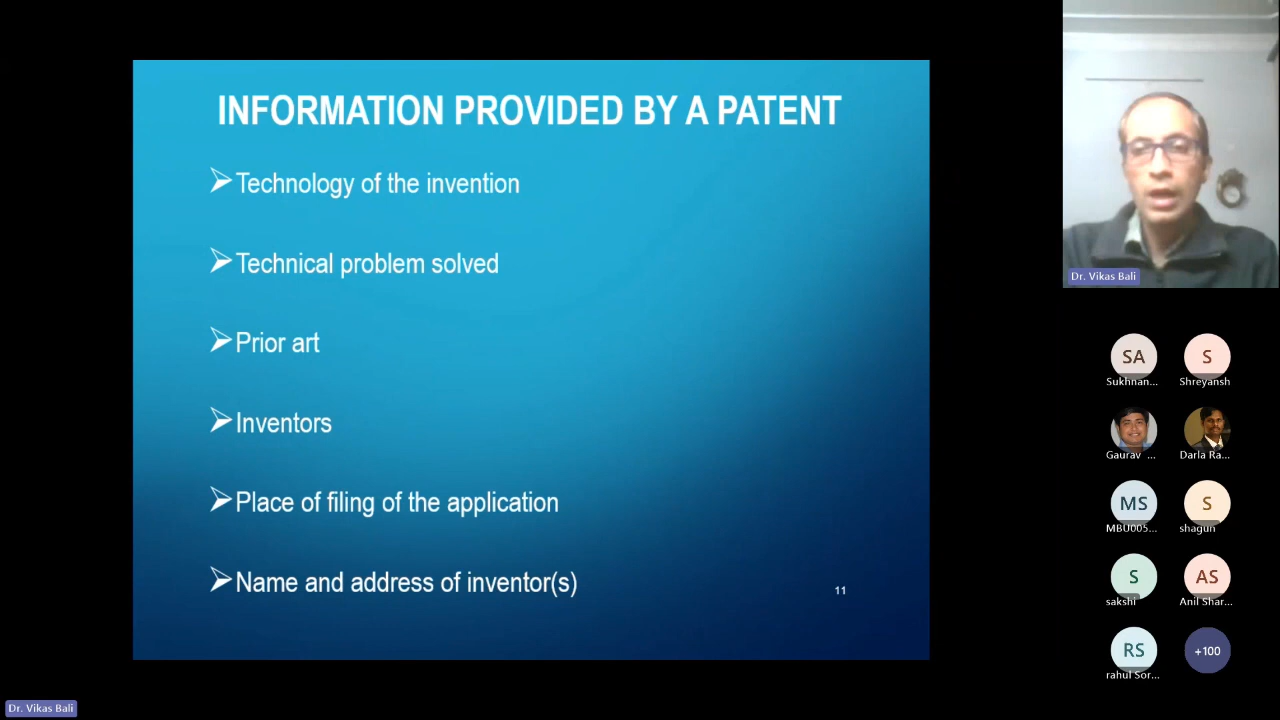 INFORMATION PROVIDED BY A PATENT
Technology of the invention
Technical problem solved
Prior art
Inventors
Place of filing of the application
Name and address of inventor(s)
11
Dr. Vikas Bali
SA
S
Sukhnan...
Shreyansh
Gaurav ...
Darla Ra...
MS
S
MBU005...
shagun
S
AS
sakshi
Anil Shar...
RS
+100
rahul Sor...
Dr. Vikas Bali